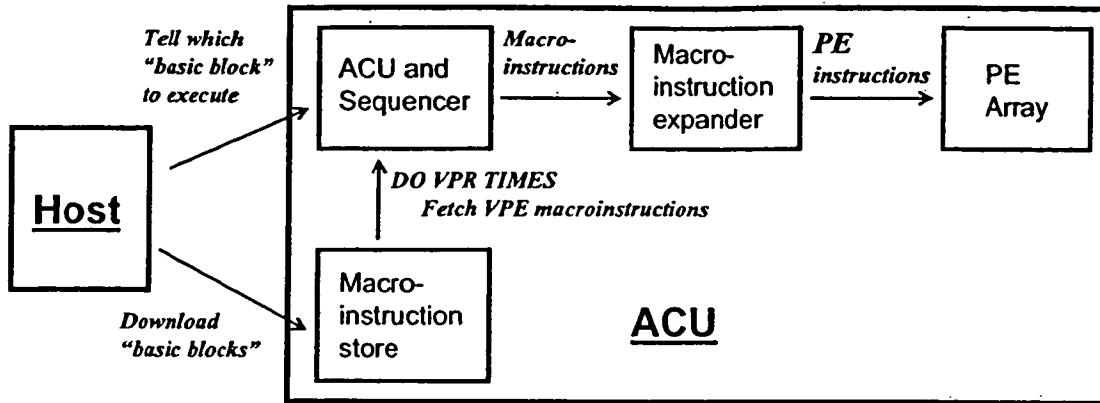 Tell which
"basic block"
to execute
ACU and
Sequencer
Macro-
instructions
Macro-
instruction
expander
PE
instructions
PE
Array
Host
DO VPR TIMES
Fetch VPE macroinstructions
Download
"basic blocks"
Macro-
instruction
store
ACU